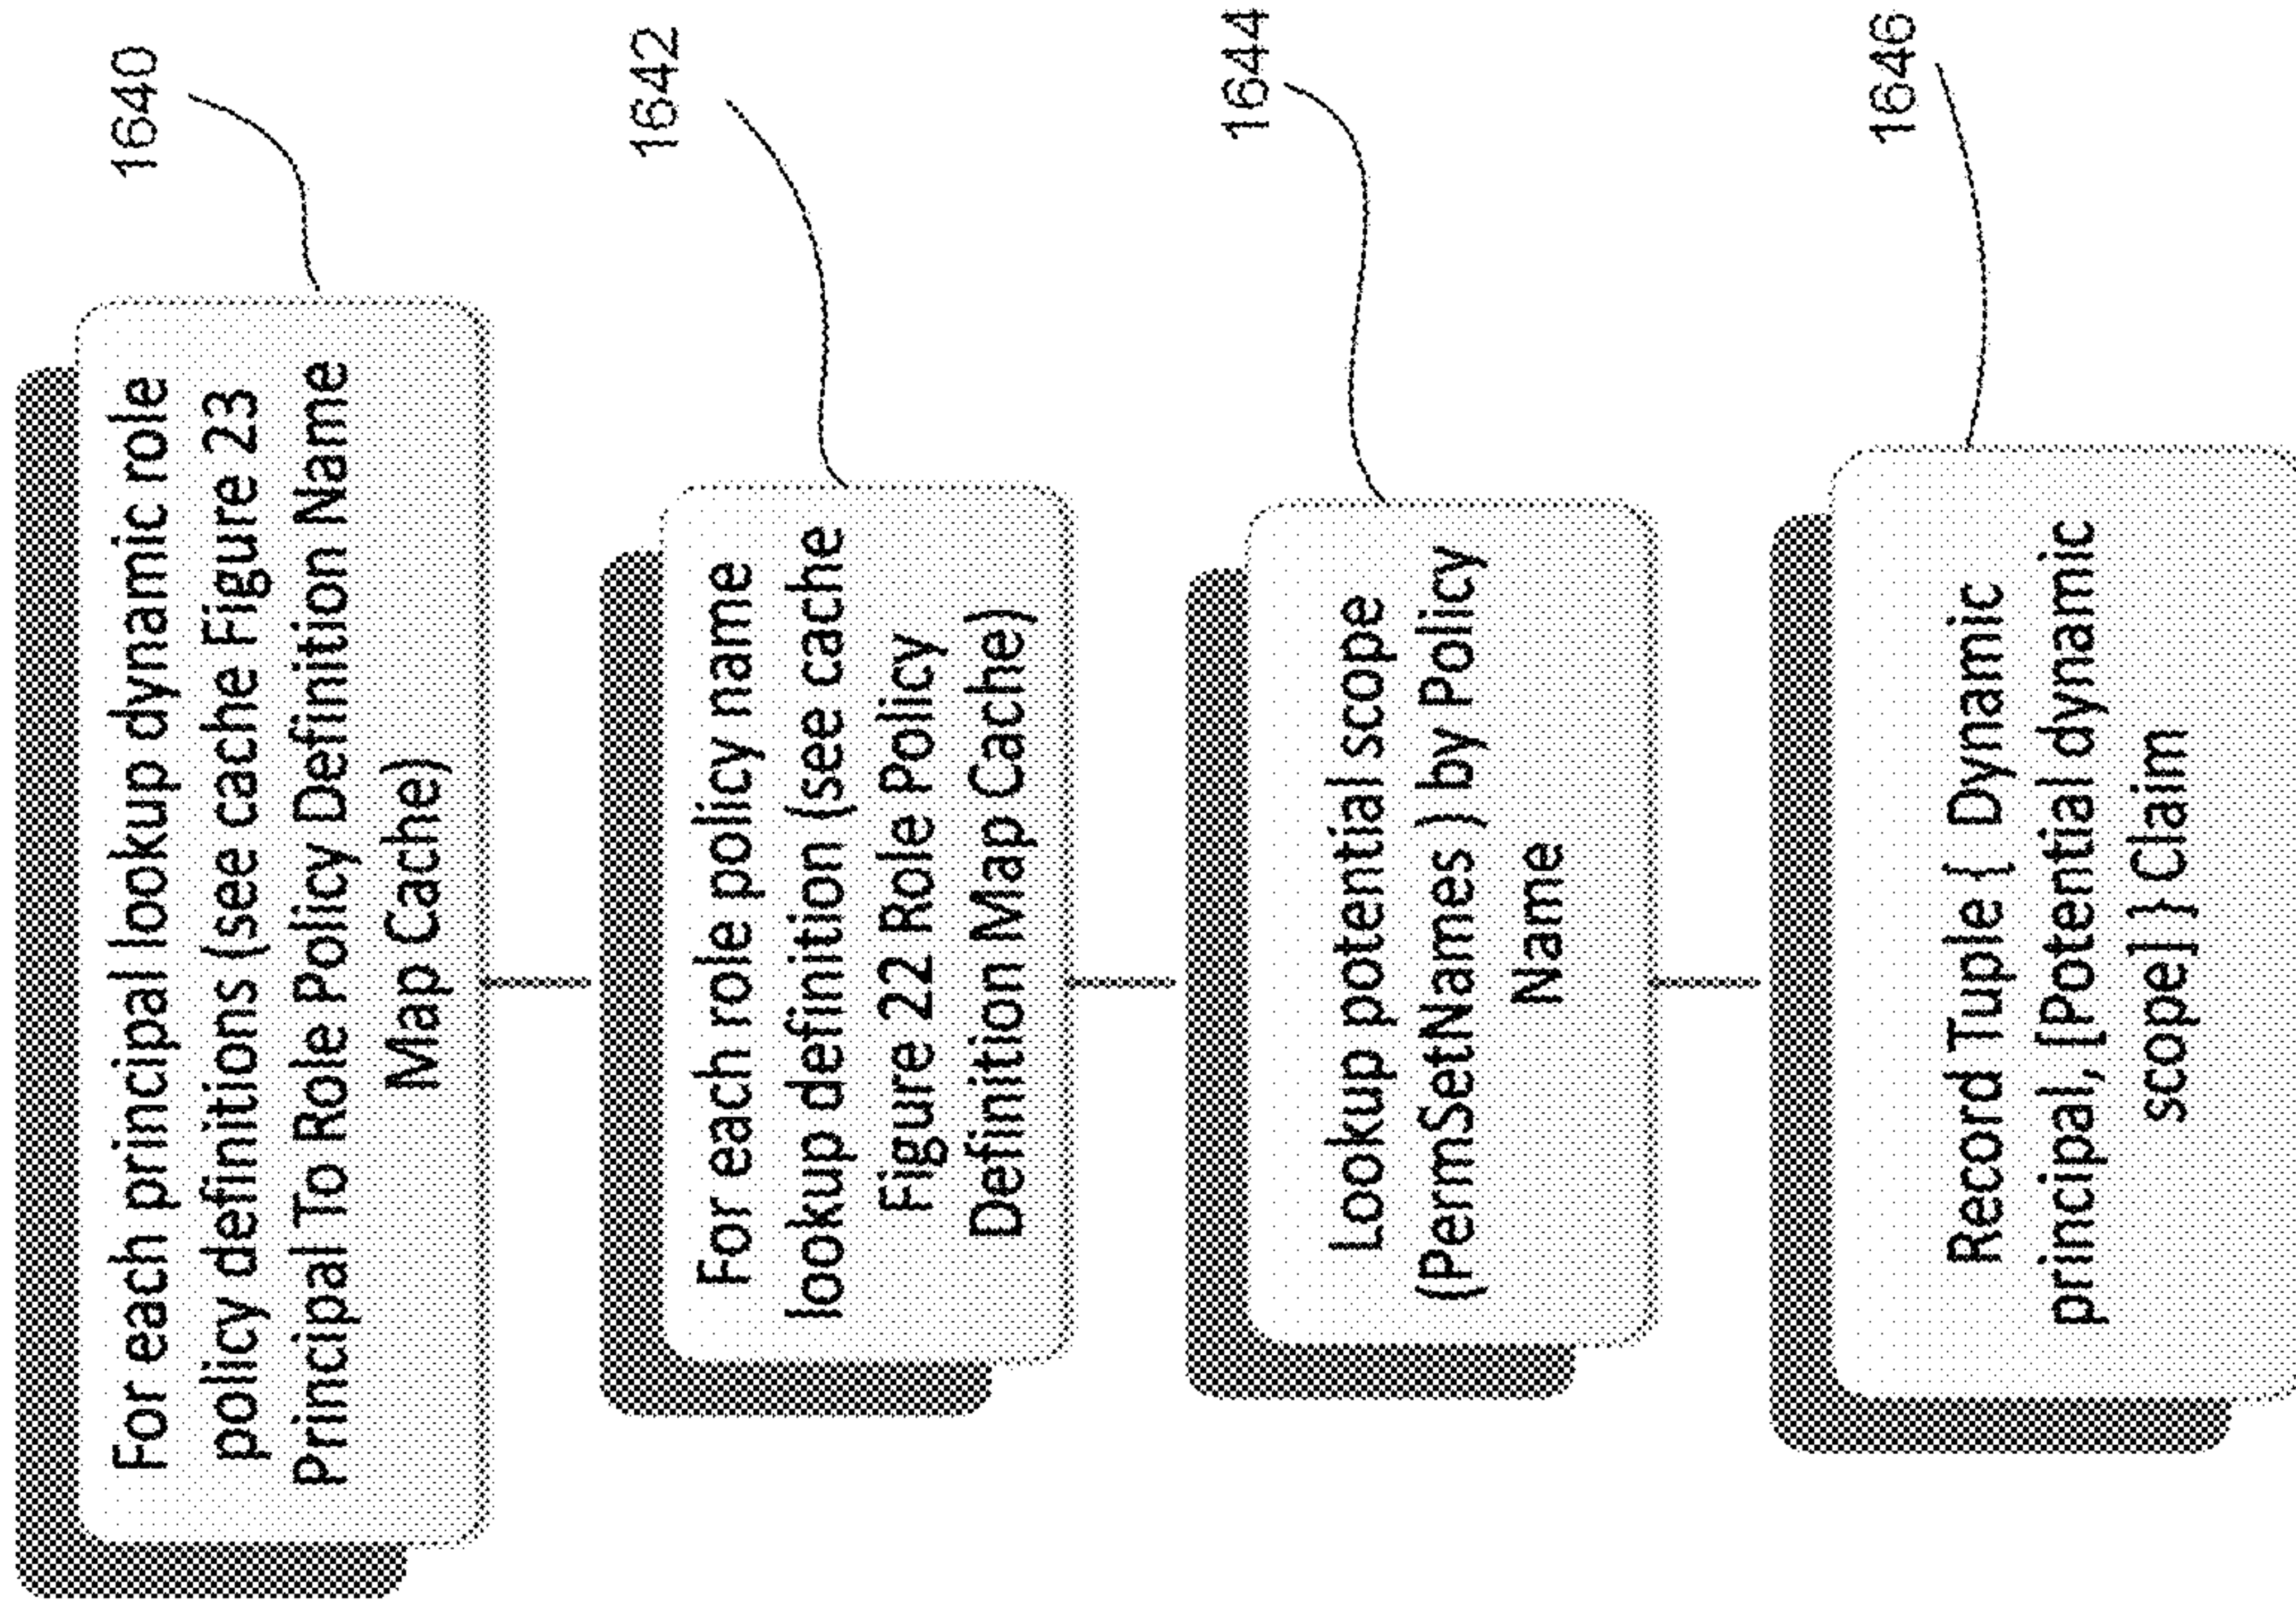 1640
For each principal lookup dynamic role
policy definitions (see cache Figure 23
Principal To Role Policy Definition Name
Map Cache)
1642
For each role policy name
lookup definition (see cache
Figure 22 Role Policy
Definition Map Cache)
1644
Lookup potential scope
(PermSetNames ) by Policy
Name
1646
Record Tuple { Dynamic
principal, [Potential dynamic
scope] } Claim